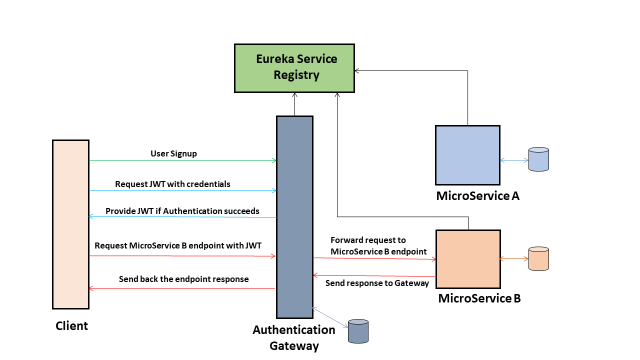 Eureka Service
Registry
MicroService A
User Signup
Request JWT with credentials
Provide JWT if Authentication succeeds
Request MicroService B endpoint with JWT
Forward request to
MicroService B endpoint
Send back the endpoint response
Send response to Gateway
MicroService B
Client
Authentication
Gateway